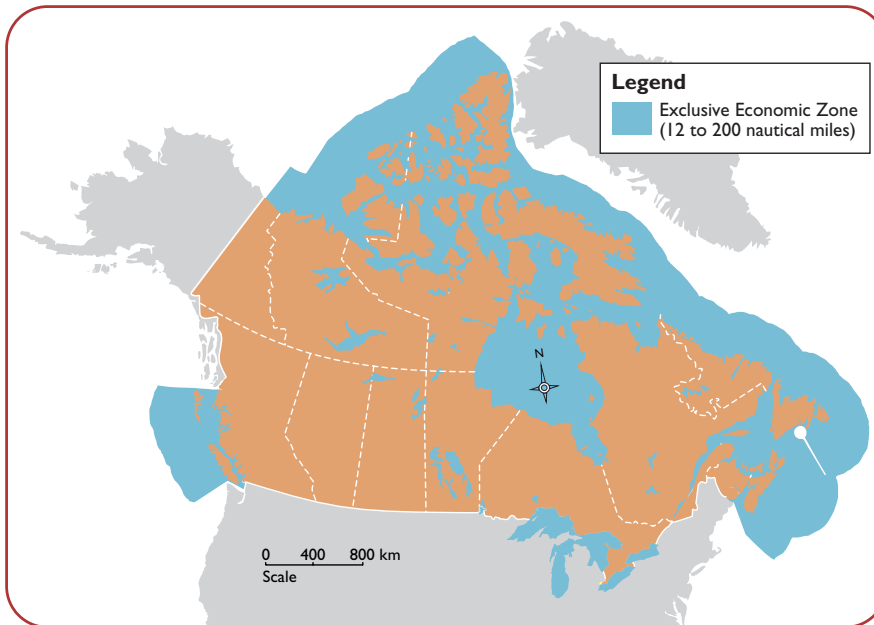 Legend
Exclusive Economic Zone
(12 to 200 nautical miles)
N
0 400 800 km
Scale